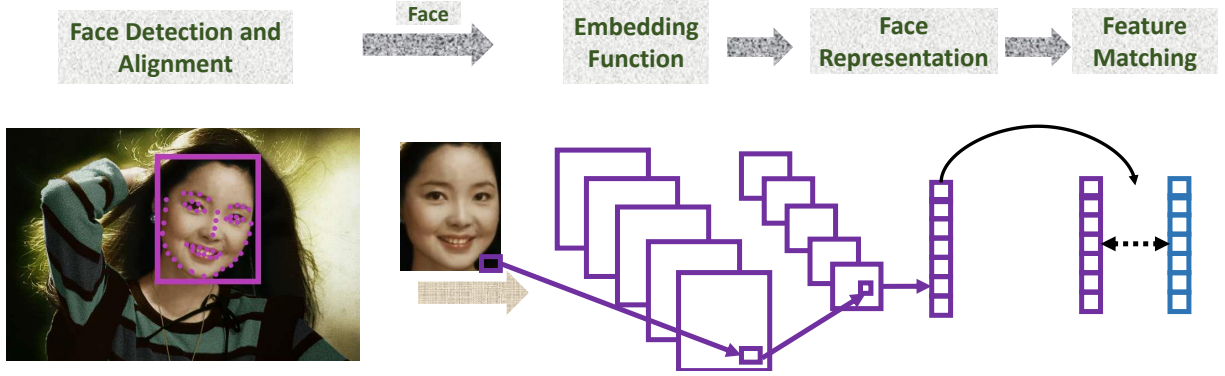 Face Detection and
Alignment
Face
Embedding
Function
Face
Representation
Feature
Matching